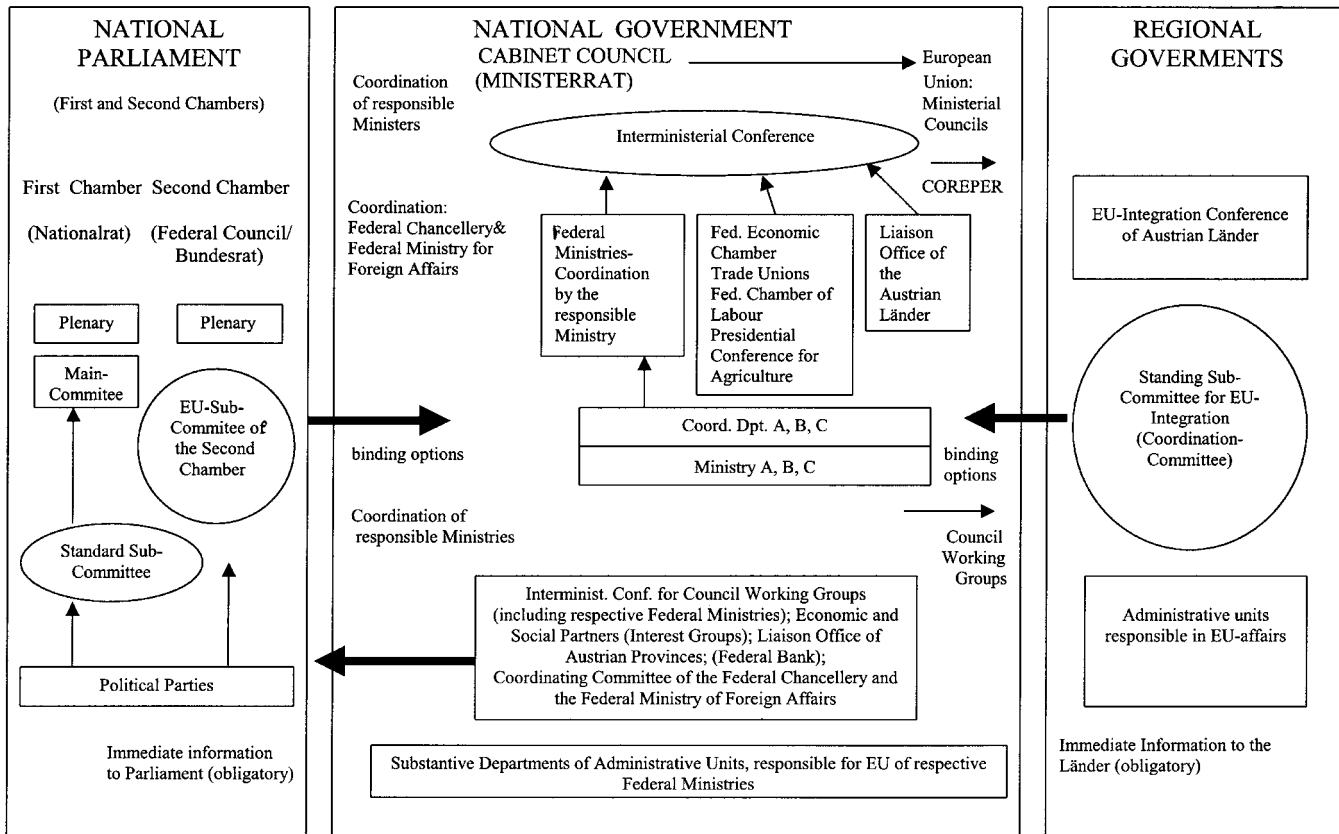 NATIONAL
PARLIAMENT
(First and Second Chambers)
First Chamber
(Nationalrat)
Second Chamber
(Federal Council/
Bundesrat)
Plenary
Plenary
Main-
Commitee
EU-Sub-
Commitee of
the Second
Chamber
Standard Sub-
Committee
Political Parties
Immediate information
to Parliament (obligatory)
NATIONAL GOVERNMENT
CABINET COUNCIL
(MINISTERRAT)
European
Union:
Ministerial
Councils
Coordination
of responsible
Ministers
Interministerial Conference
COREPER
Coordination:
Federal Chancellery&
Federal Ministry for
Foreign Affairs
Federal
Ministries-
Coordination
by the
responsible
Ministry
Fed. Economic
Chamber
Trade Unions
Fed. Chamber of
Labour
Presidential
Conference for
Agriculture
Liaison
Office of
the
Austrian
Länder
Coord. Dpt. A, B, C
Ministry A, B, C
binding options
binding
options
Coordination of
responsible Ministries
Council
Working
Groups
Interminist. Conf. for Council Working Groups
(including respective Federal Ministries); Economic and
Social Partners (Interest Groups); Liaison Office of
Austrian Provinces; (Federal Bank);
Coordinating Committee of the Federal Chancellery and
the Federal Ministry of Foreign Affairs
Substantive Departments of Administrative Units, responsible for EU of respective
Federal Ministries
REGIONAL
GOVERMENTS
EU-Integration Conference
of Austrian Länder
Standing Sub-
Committee for EU-
Integration
(Coordination-
Committee)
Administrative units
responsible in EU-affairs
Immediate Information to the
Länder (obligatory)